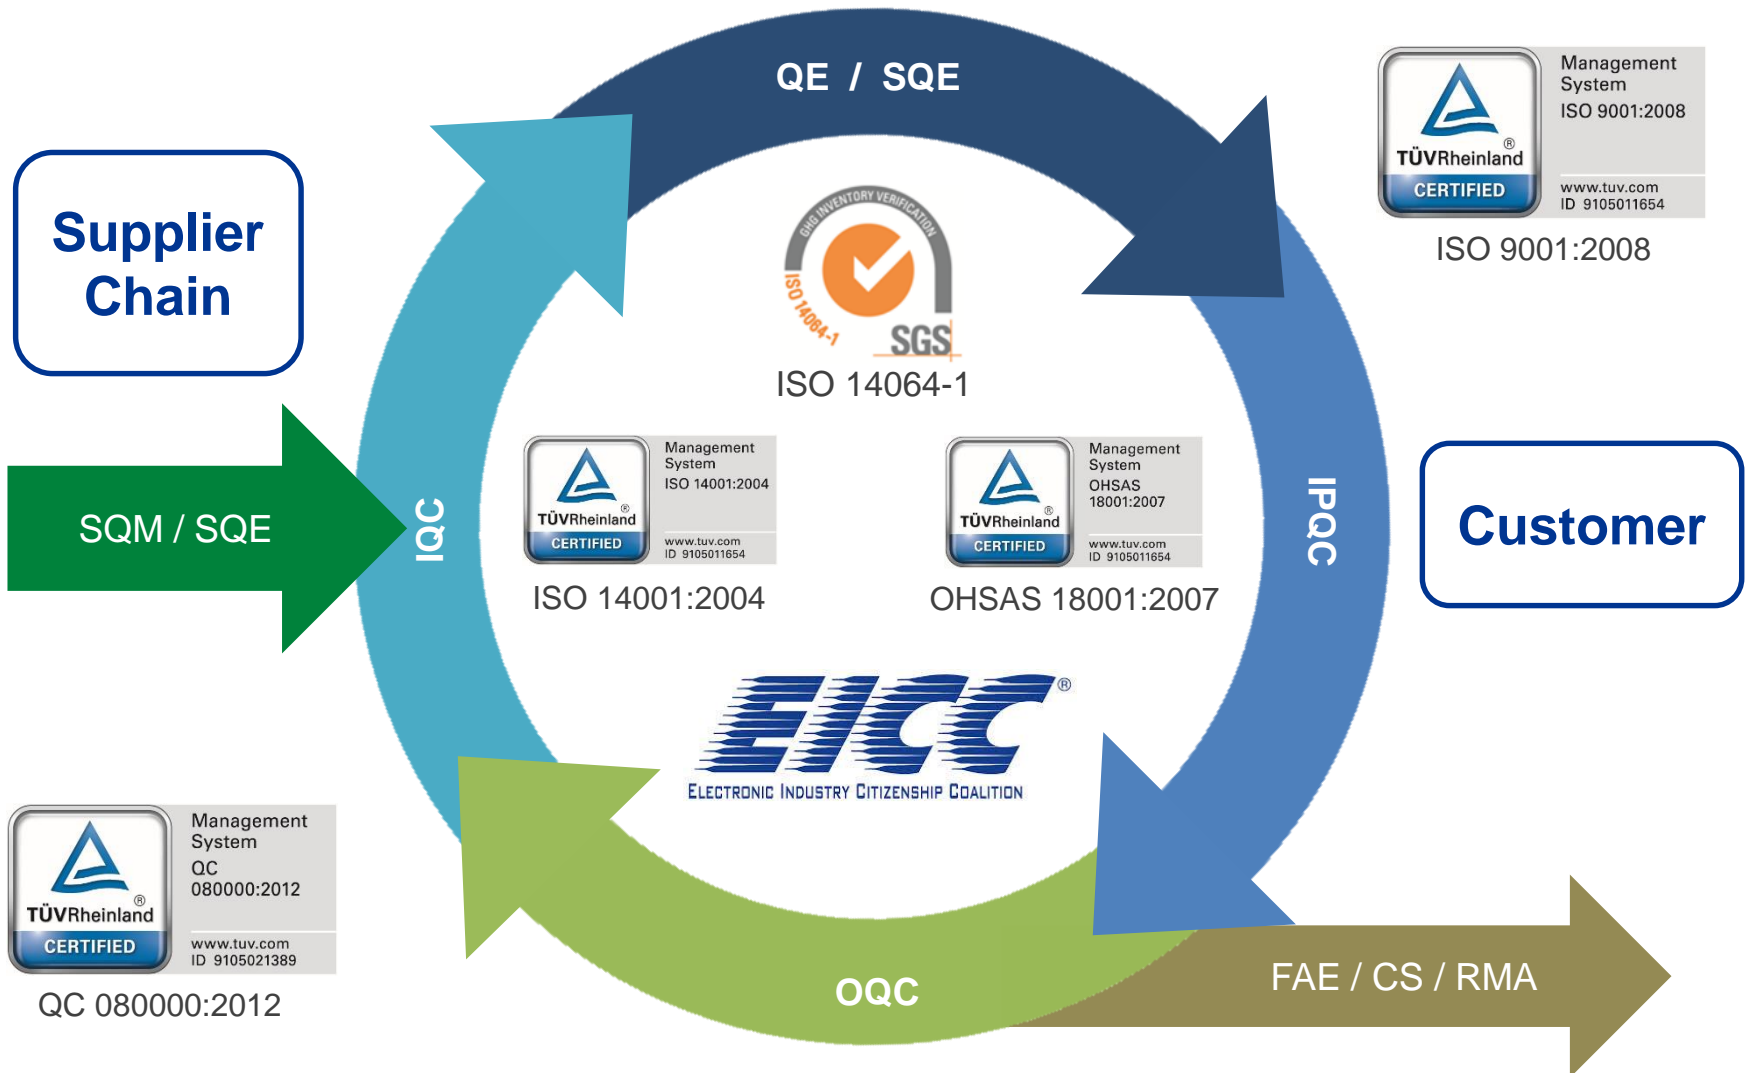 QE / SQE
Management
System
ISO 9001:2008
TÜVRheinland
®
CERTIFIED
www.tuv.com
ID 9105011654
ISO 9001:2008
Supplier
Chain
GHG INVENTORY VERIFICATION
ISO 14064-1
SGS
ISO 14064-1
SQM / SQE
IQC
Management
System
ISO 14001:2004
TÜVRheinland
®
CERTIFIED
www.tuv.com
ID 9105011654
ISO 14001:2004
Management
System
OHSAS
18001:2007
TÜVRheinland
®
CERTIFIED
www.tuv.com
ID 9105011654
OHSAS 18001:2007
IPQC
Customer
EICC®
ELECTRONIC INDUSTRY CITIZENSHIP COALITION
Management
System
QC
080000:2012
TÜVRheinland
®
CERTIFIED
www.tuv.com
ID 9105021389
QC 080000:2012
OQC
FAE / CS / RMA